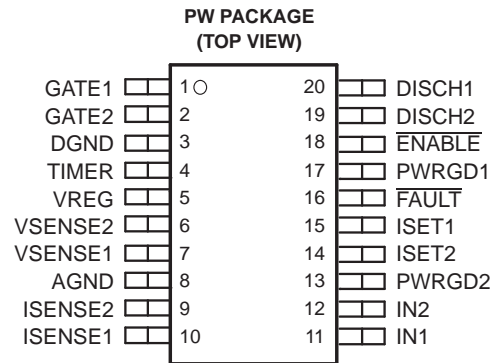 PW PACKAGE
(TOP VIEW)
GATE1 1 20 DISCH1
GATE2 2 19 DISCH2
DGND 3 18 ENABLE
TIMER 4 17 PWRGD1
VREG 5 16 FAULT
VSENSE2 6 15 ISET1
VSENSE1 7 14 ISET2
AGND 8 13 PWRGD2
ISENSE2 9 12 IN2
ISENSE1 10 11 IN1